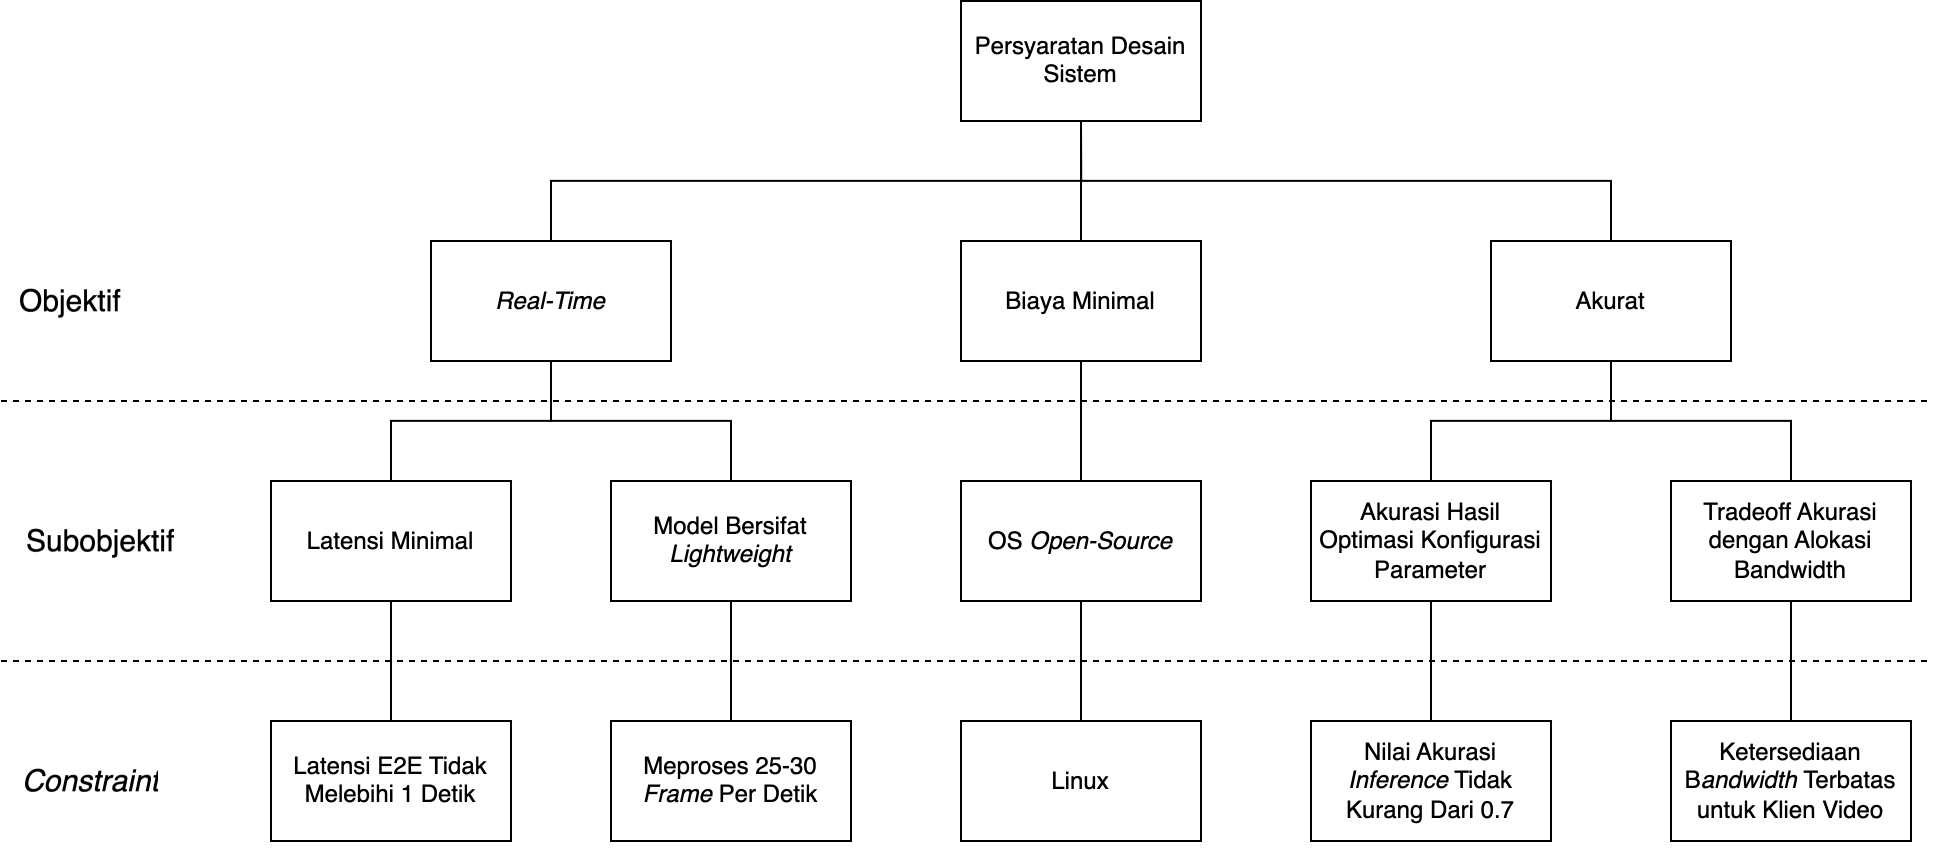 Persyaratan Desain
Sistem
Objektif
Real-Time
Biaya Minimal
Akurat
Subobjektif
Latensi Minimal
Model Bersifat
Lightweight
OS Open-Source
Akurasi Hasil
Optimasi Konfigurasi
Parameter
Tradeoff Akurasi
dengan Alokasi
Bandwidth
Constraint
Latensi E2E Tidak
Melebihi 1 Detik
Meproses 25-30
Frame Per Detik
Linux
Nilai Akurasi
Inference Tidak
Kurang Dari 0.7
Ketersediaan
Bandwidth Terbatas
untuk Klien Video